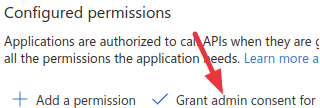 Configured permissions
Applications are authorized to call APIs when they are g
all the permissions the application needs. Learn more a
+ Add a permission ✓ Grant admin consent for